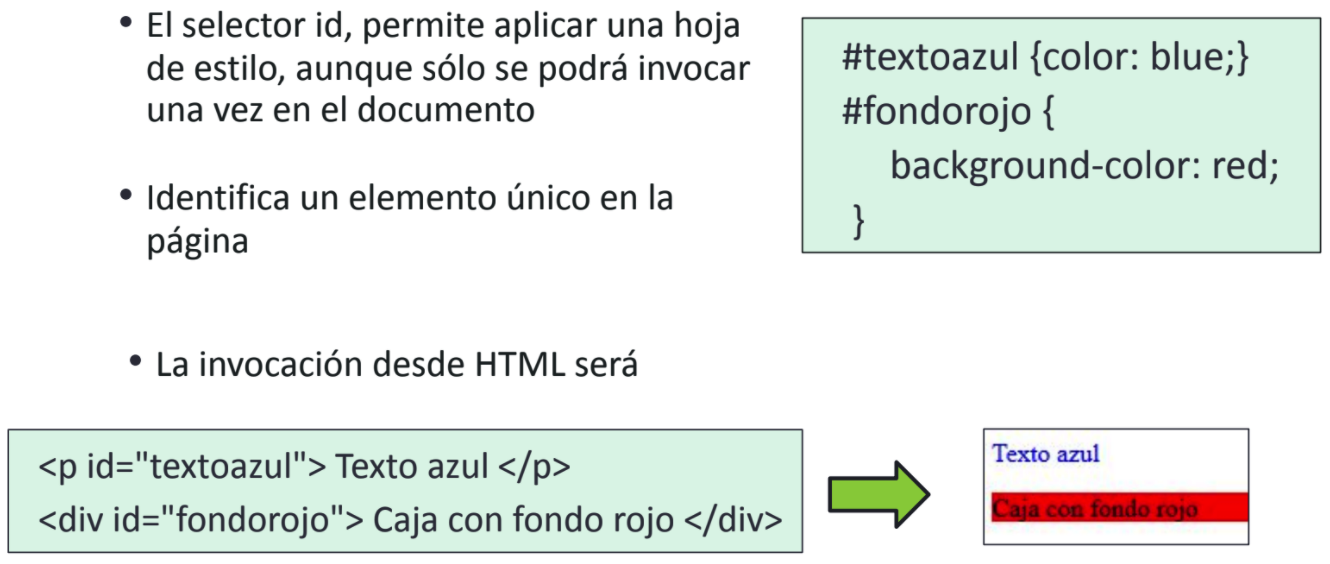 • El selector id, permite aplicar una hoja
de estilo, aunque sólo se podrá invocar
una vez en el documento
• Identifica un elemento único en la
página
#textoazul {color: blue;}
#fondorojo {
background-color: red;
}
• La invocación desde HTML será
<p id="textoazul"> Texto azul </p>
<div id="fondorojo"> Caja con fondo rojo </div>
Texto azul
Caja con fondo rojo